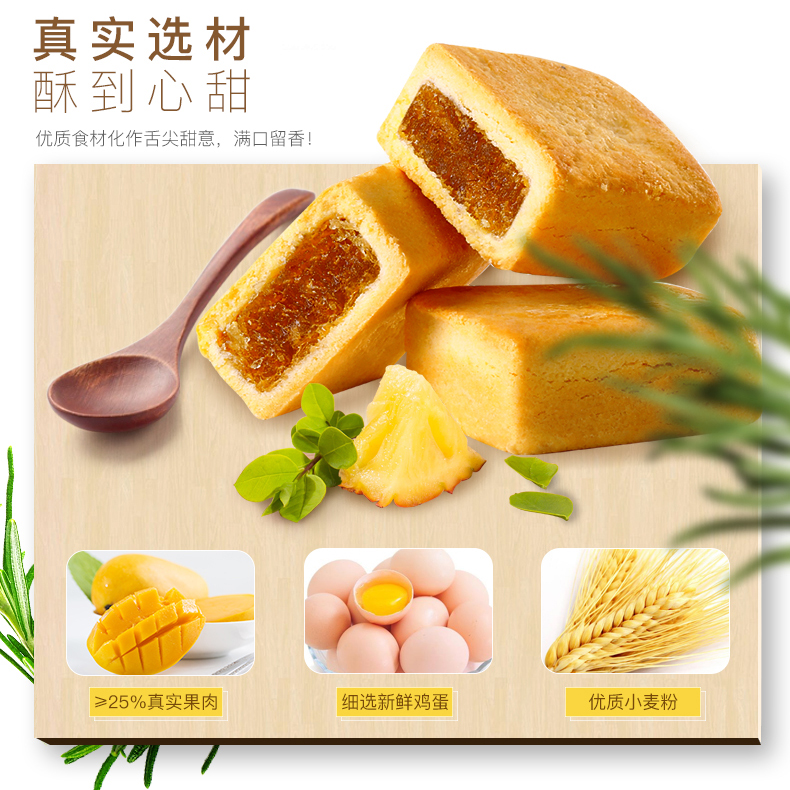 真实选材
酥到心甜
优质食材化作舌尖甜意，满口留香！
≥25%真实果肉
细选新鲜鸡蛋
优质小麦粉